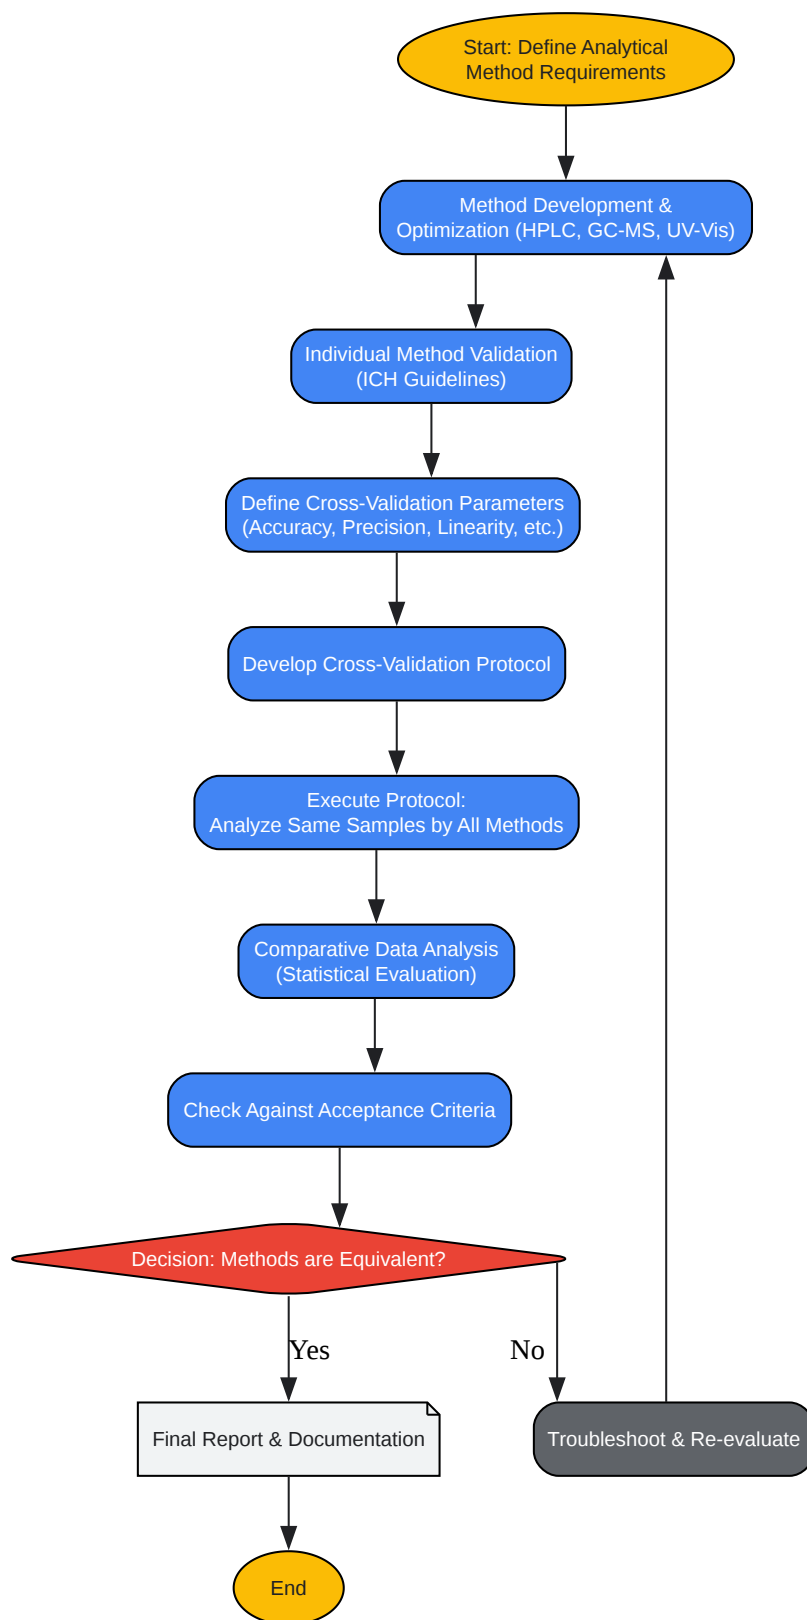 Start: Define Analytical
Method Requirements
Method Development &
Optimization (HPLC, GC-MS, UV-Vis)
Individual Method Validation
(ICH Guidelines)
Define Cross-Validation Parameters
(Accuracy, Precision, Linearity, etc.)
Develop Cross-Validation Protocol
Execute Protocol:
Analyze Same Samples by All Methods
Comparative Data Analysis
(Statistical Evaluation)
Check Against Acceptance Criteria
Decision: Methods are Equivalent?
Yes
No
Final Report & Documentation
Troubleshoot & Re-evaluate
End